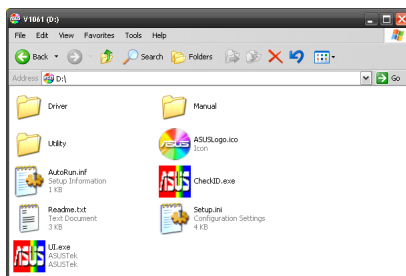 V1061 (D:)
File Edit View Favorites Tools Help
Back Search Folders
Address D:\ Go
Driver Manual
Utility ASUSLogo.ico
Icon
AutoRun.inf
Setup Information
1 KB
CheckID.exe
Readme.txt
Text Document
3 KB
Setup.ini
Configuration Settings
4 KB
UI.exe
ASUSTek
ASUSTek